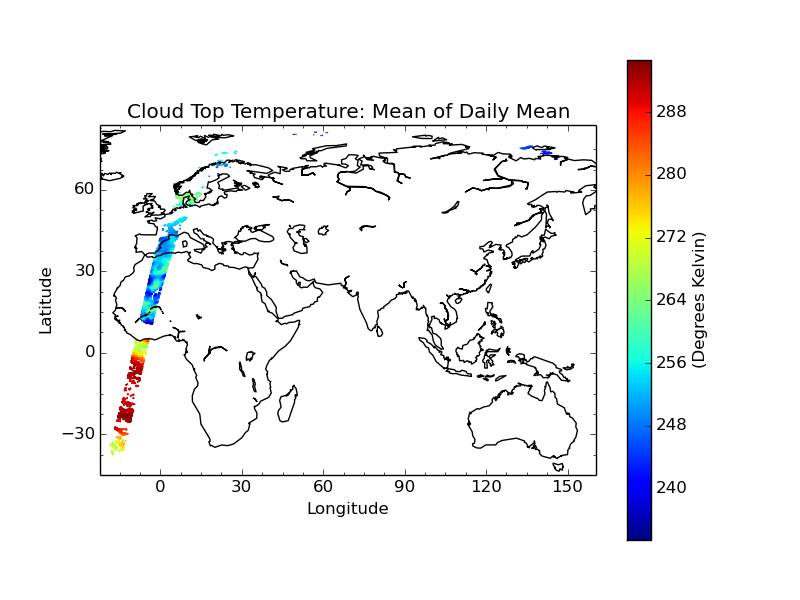 Cloud Top Temperature: Mean of Daily Mean
60
30
0
−30
Latitude
0 30 60 90 120 150
Longitude
288
280
272
264
256
248
240
(Degrees Kelvin)